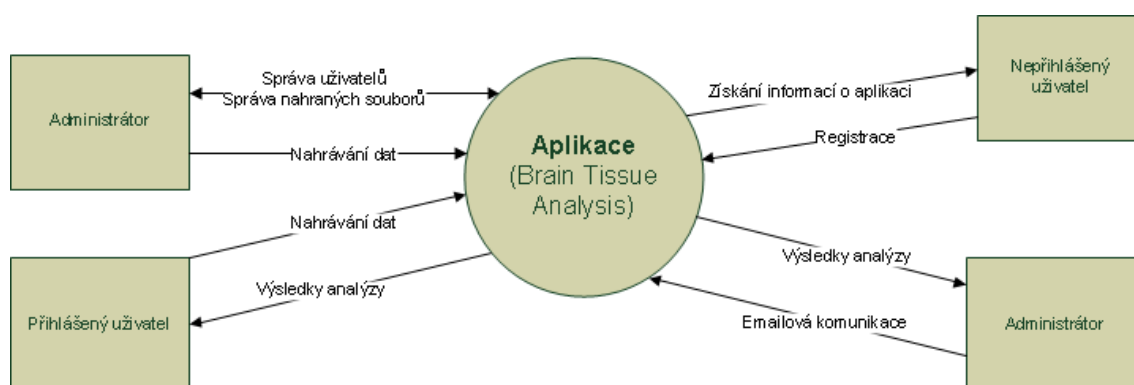 Administrátor
Správa uživatelů
Správa nahraných souborů
Nahrávání dat
Aplikace
(Brain Tissue
Analysis)
Získání informací o aplikaci
Registrace
Nepřihlášený
uživatel
Přihlášený uživatel
Nahrávání dat
Výsledky analýzy
Výsledky analýzy
Emailová komunikace
Administrátor